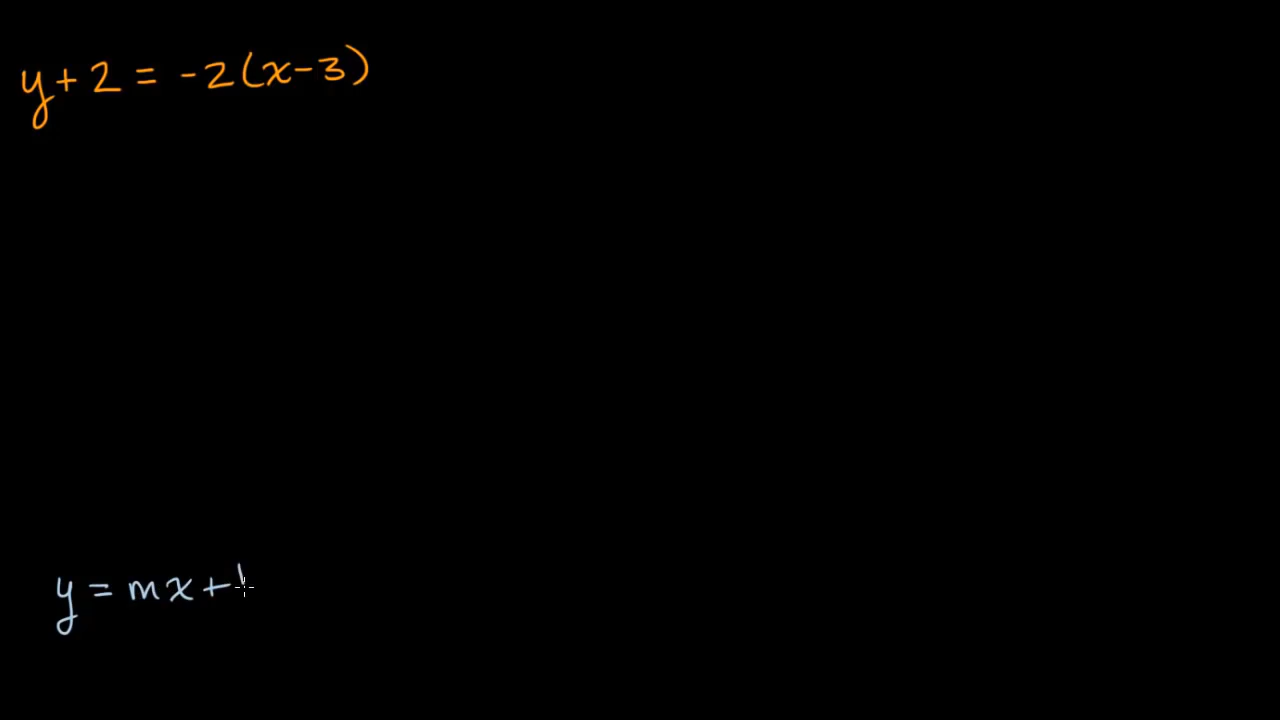 y+2 = -2(x-3)
y = mx+